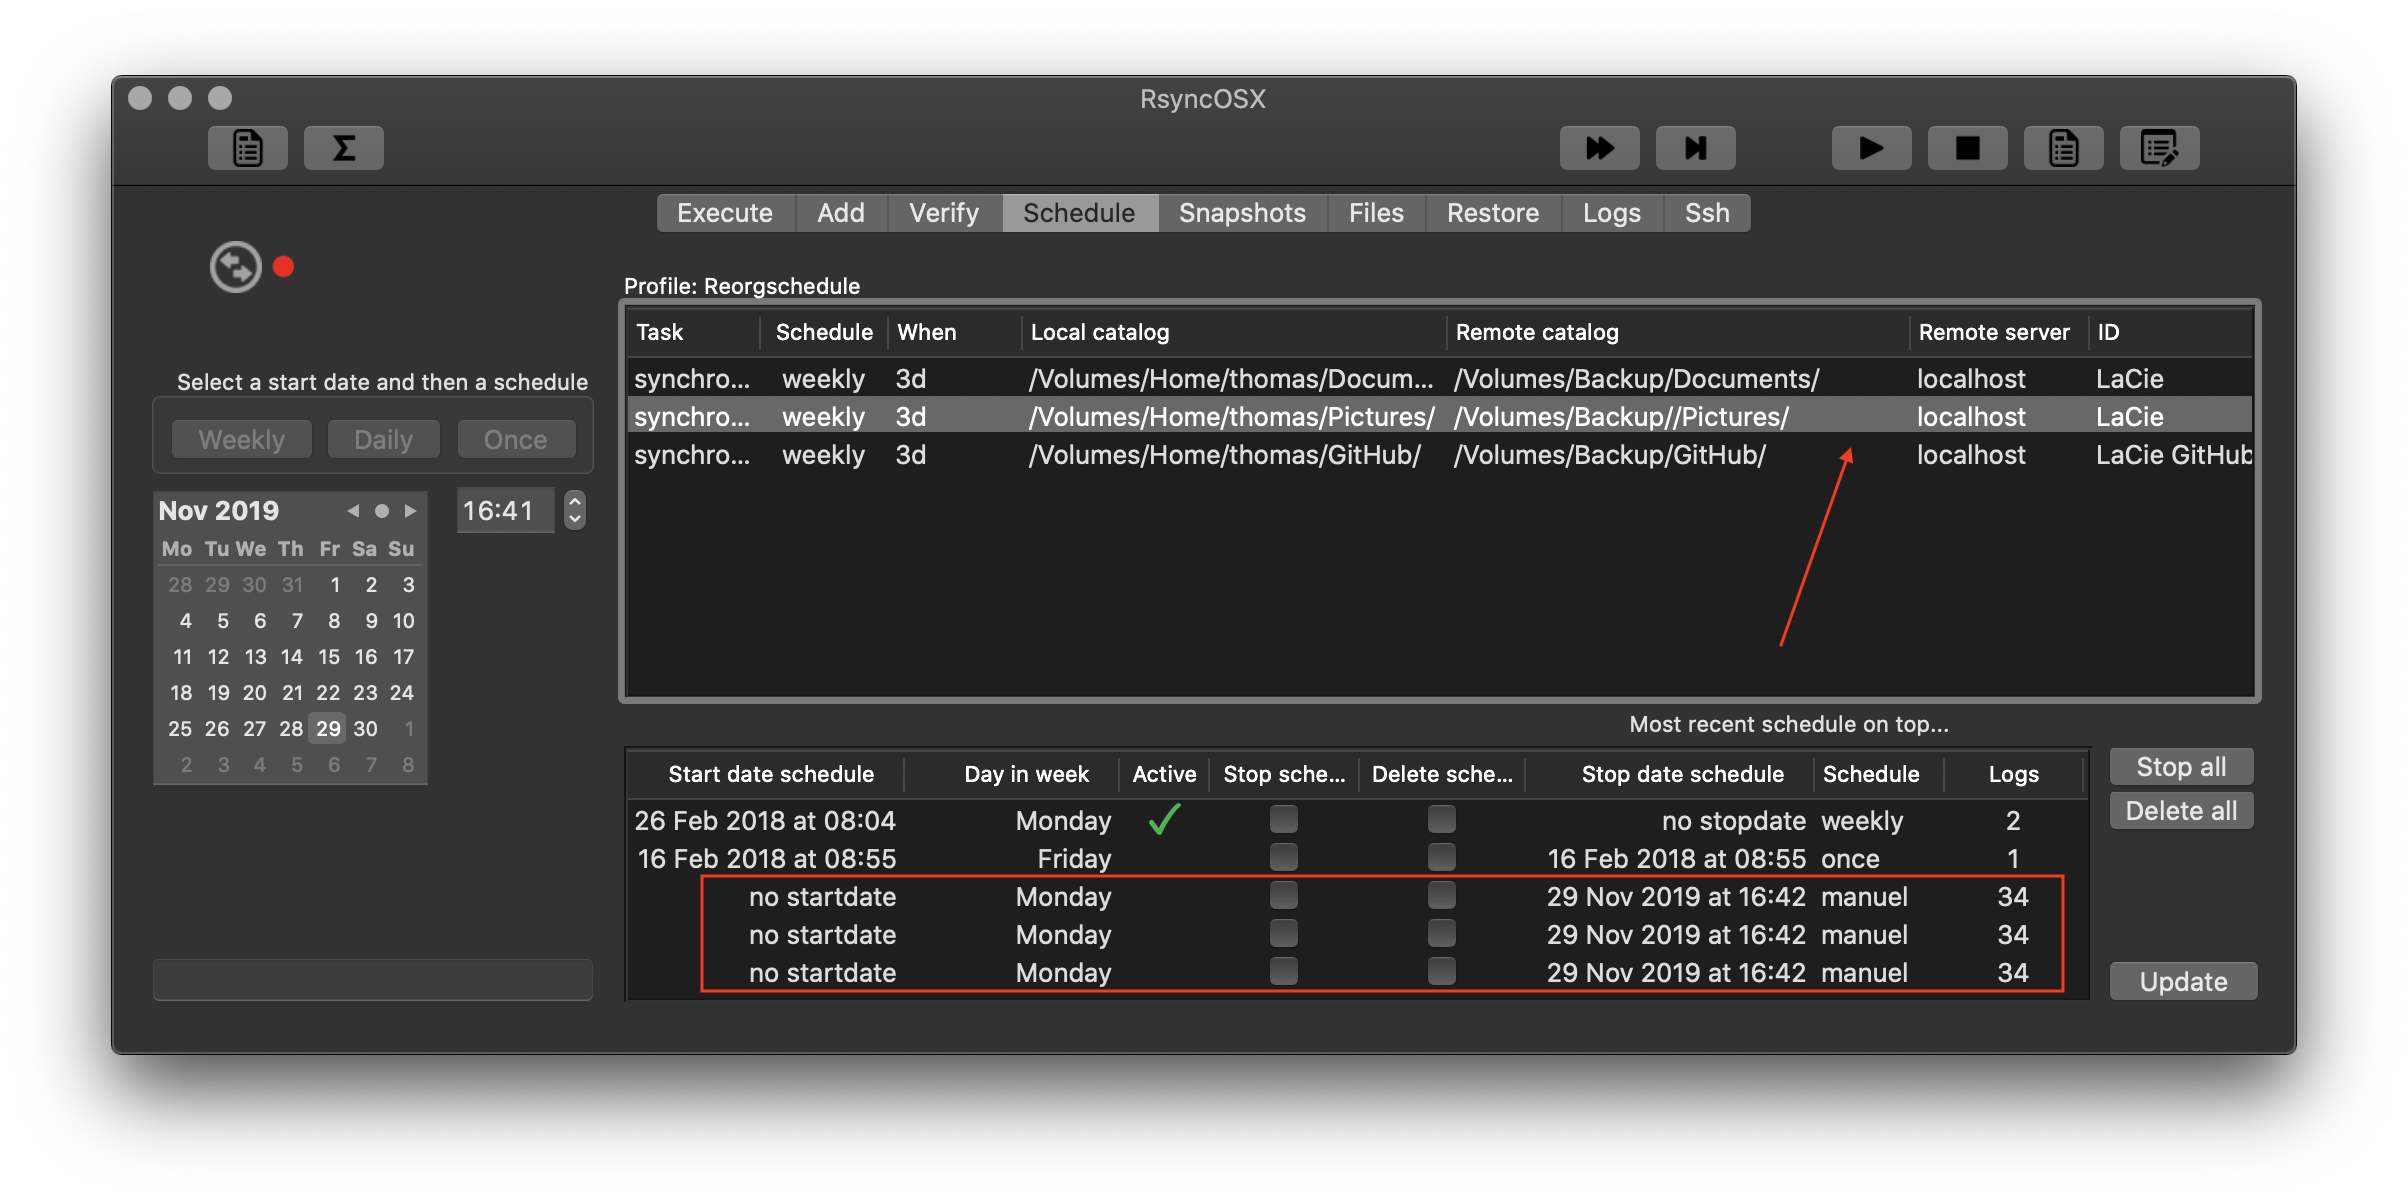 RsyncOSX
Σ
Execute Add Verify Schedule Snapshots Files Restore Logs Ssh
Profile: Reorgschedule
Task Schedule When Local catalog Remote catalog Remote server ID
synchro... weekly 3d /Volumes/Home/thomas/Docum... /Volumes/Backup/Documents/ localhost LaCie
synchro... weekly 3d /Volumes/Home/thomas/Pictures/ /Volumes/Backup//Pictures/ localhost LaCie
synchro... weekly 3d /Volumes/Home/thomas/GitHub/ /Volumes/Backup/GitHub/ localhost LaCie GitHub
Select a start date and then a schedule
Weekly Daily Once
Nov 2019
16:41
Mo Tu We Th Fr Sa Su
28 29 30 31 1 2 3
4 5 6 7 8 9 10
11 12 13 14 15 16 17
18 19 20 21 22 23 24
25 26 27 28 29 30 1
2 3 4 5 6 7 8
Most recent schedule on top...
Start date schedule Day in week Active Stop sche... Delete sche... Stop date schedule Schedule Logs
26 Feb 2018 at 08:04 Monday no stopdate weekly 2
16 Feb 2018 at 08:55 Friday 16 Feb 2018 at 08:55 once 1
no startdate Monday 29 Nov 2019 at 16:42 manuel 34
no startdate Monday 29 Nov 2019 at 16:42 manuel 34
no startdate Monday 29 Nov 2019 at 16:42 manuel 34
Stop all
Delete all
Update